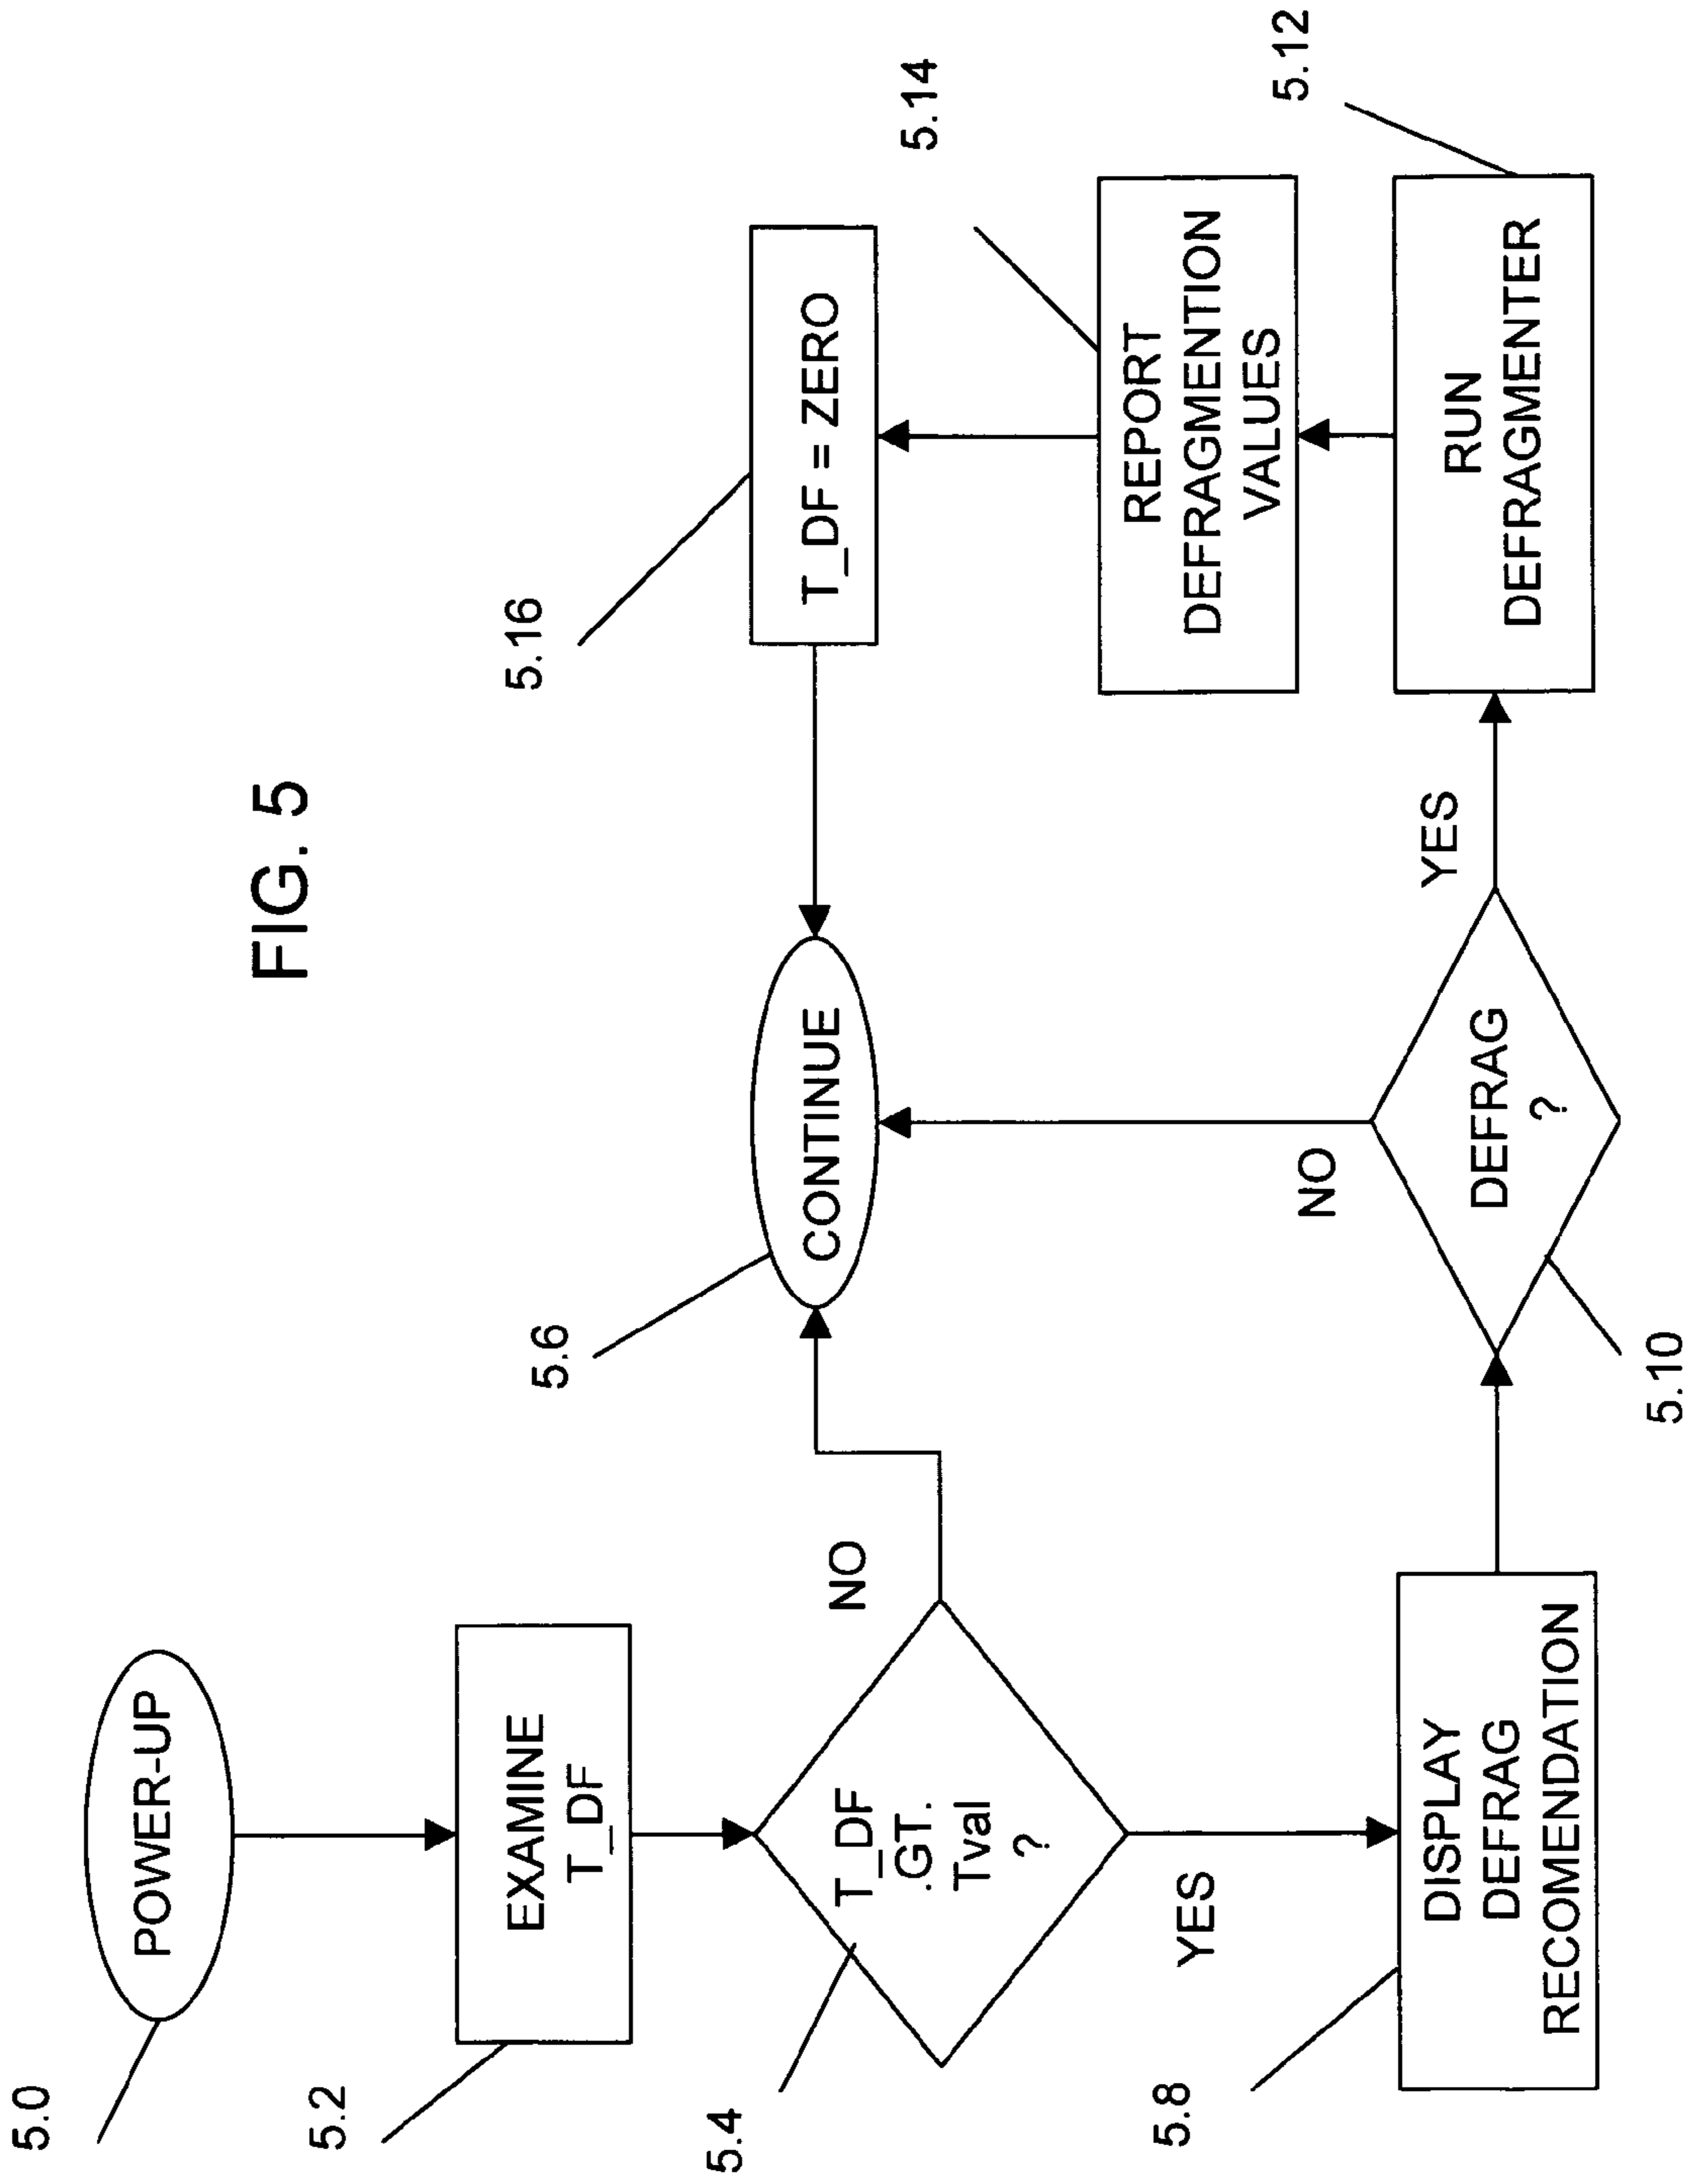 FIG. 5
5.0
POWER-UP
5.2
EXAMINE
T_DF
5.4
T_DF
.GT.
Tval
?
NO
YES
5.6
CONTINUE
5.8
DISPLAY
DEFRAG
RECOMENDATION
5.10
DEFRAG
?
NO
YES
5.12
RUN
DEFRAGMENTER
5.14
REPORT
DEFRAGMENTION
VALUES
5.16
T_DF = ZERO